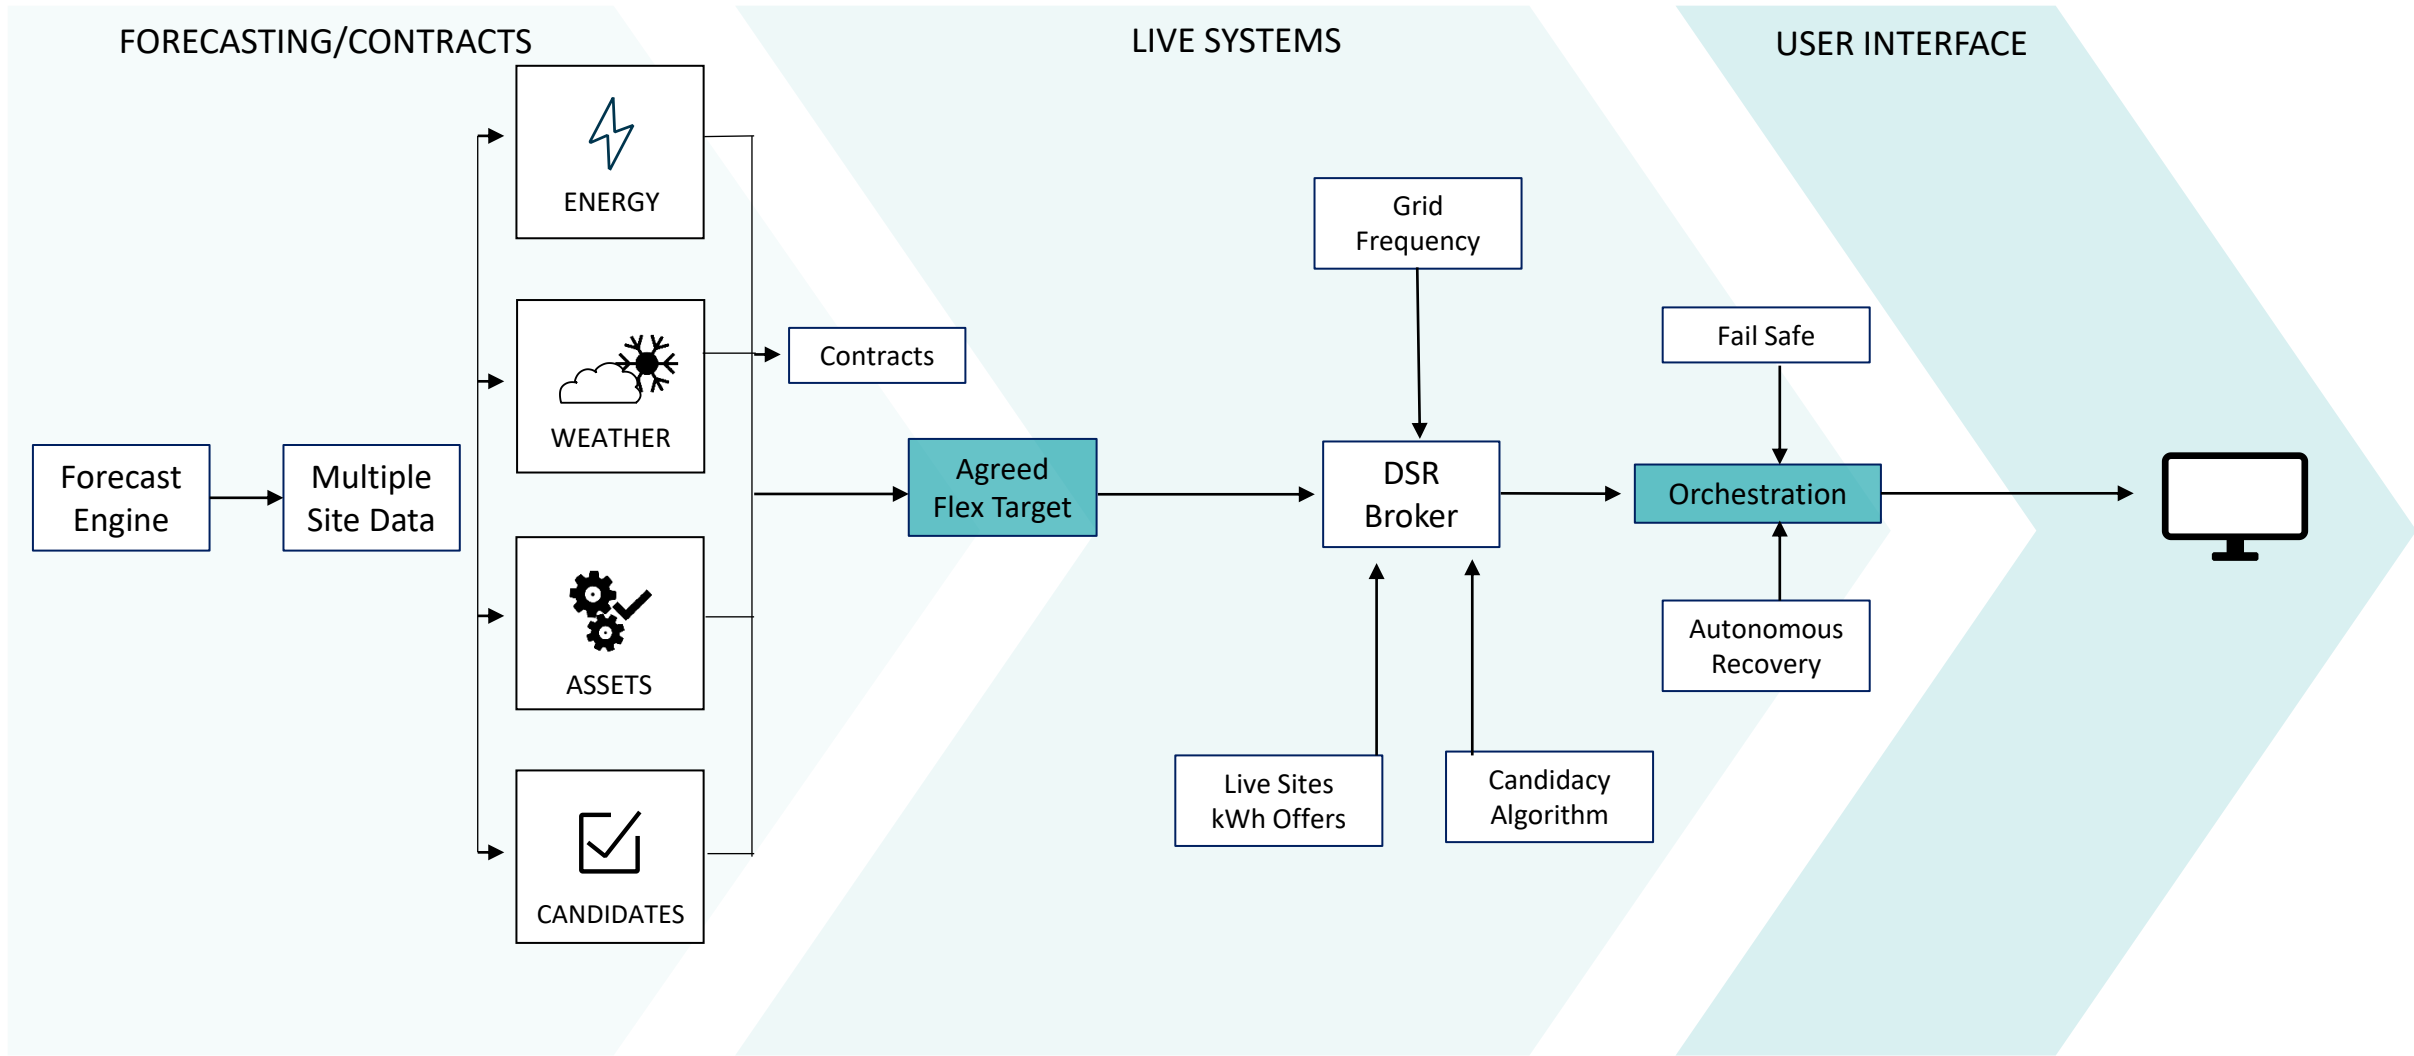 FORECASTING/CONTRACTS
LIVE SYSTEMS
USER INTERFACE
ENERGY
WEATHER
ASSETS
CANDIDATES
Forecast
Engine
Multiple
Site Data
Contracts
Agreed
Flex Target
Grid
Frequency
DSR
Broker
Live Sites
kWh Offers
Candidacy
Algorithm
Fail Safe
Orchestration
Autonomous
Recovery